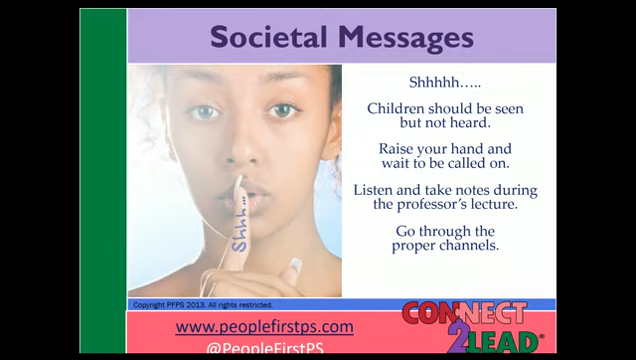 Societal Messages
Shhhhh.....
Children should be seen
but not heard.
Raise your hand and
wait to be called on.
Listen and take notes during
the professor's lecture.
Go through the
proper channels.
Shhh...
Copyright PFPS 2013. All rights restricted.
www.peoplefirstps.com
@PeopleFirstPS
CONNECT
2LEAD®